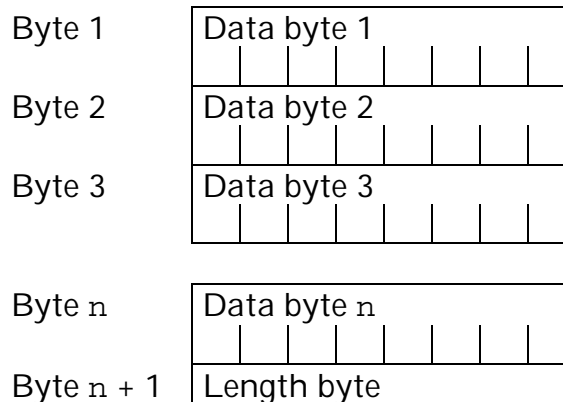 Byte 1 Data byte 1
Byte 2 Data byte 2
Byte 3 Data byte 3
Byte n Data byte n
Byte n + 1 Length byte